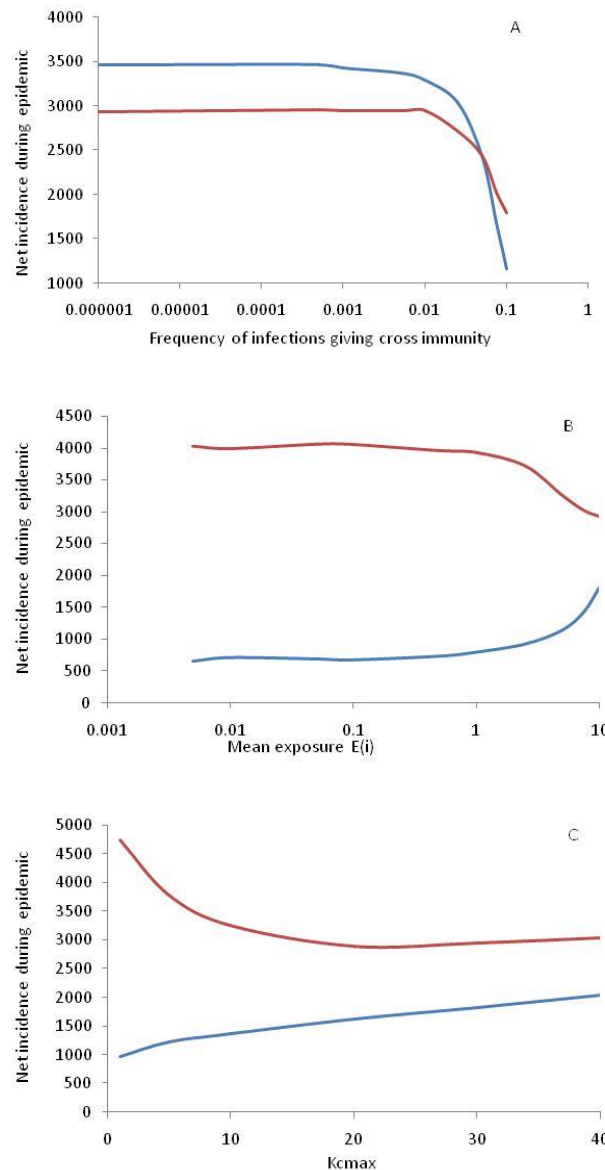 A
4000
3500
3000
2500
2000
1500
1000
Net incidence during epidemic
0.000001 0.00001 0.0001 0.001 0.01 0.1 1
Frequency of infections giving cross immunity
B
4500
4000
3500
3000
2500
2000
1500
1000
500
0
Net incidence during epidemic
0.001 0.01 0.1 1 10
Mean exposure E(i)
C
5000
4500
4000
3500
3000
2500
2000
1500
1000
500
0
Net incidence during epidemic
0 10 20 30 40
Kcmax